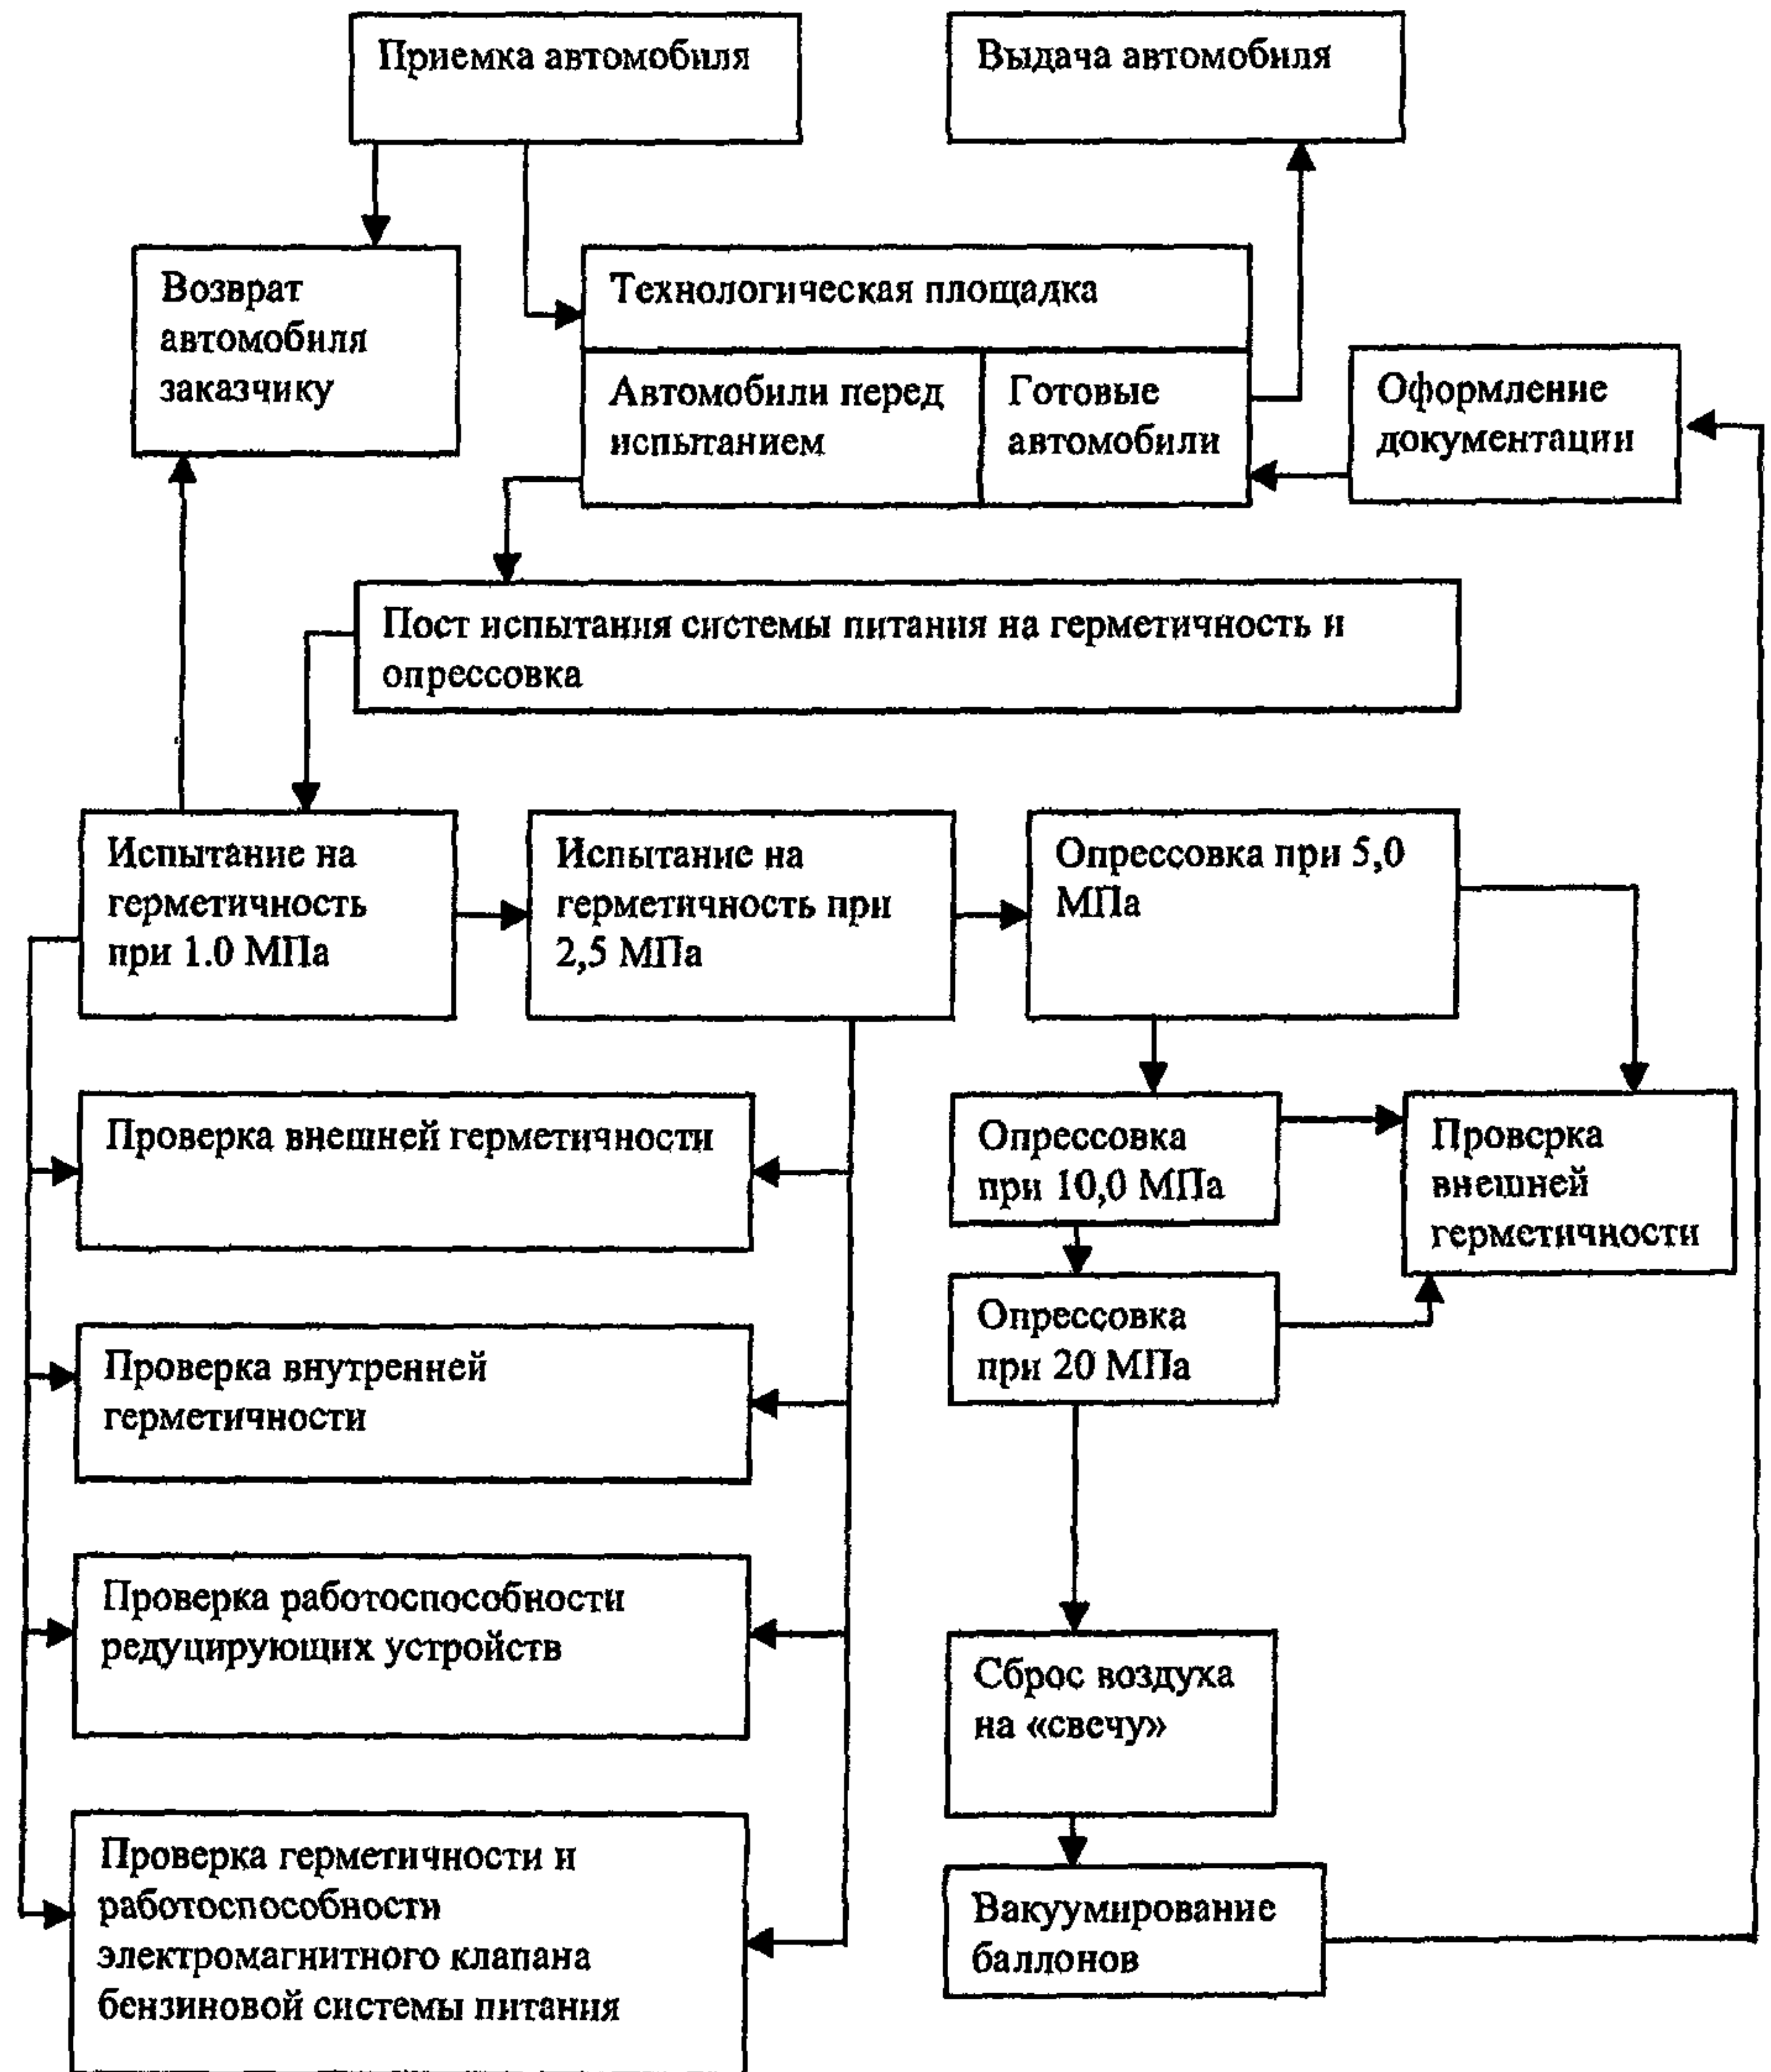 Приемка автомобиля
Выдача автомобиля
Возврат
автомобиля
заказчику
Технологическая площадка
Автомобили перед
испытанием
Готовые
автомобили
Оформление
документации
Пост испытания системы питания на герметичность и
опрессовка
Испытание на
герметичность
при 1.0 МПа
Испытание на
герметичность при
2,5 МПа
Опрессовка при 5,0
МПа
Проверка внешней герметичности
Опрессовка
при 10,0 МПа
Проверка
внешней
герметичности
Опрессовка
при 20 МПа
Проверка внутренней
герметичности
Проверка работоспособности
редуцирующих устройств
Сброс воздуха
на «свечу»
Проверка герметичности и
работоспособности
электромагнитного клапана
бензиновой системы питания
Вакуумирование
баллонов